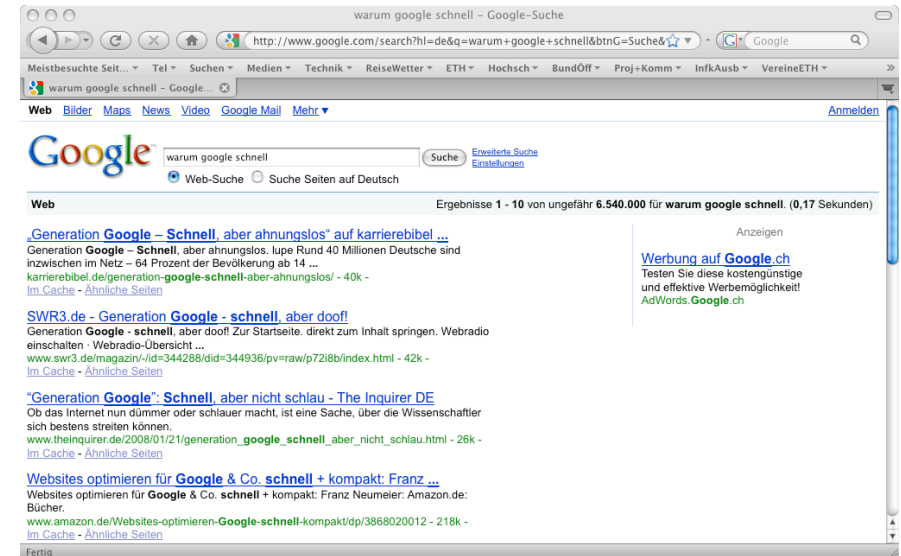 warum google schnell – Google-Suche
http://www.google.com/search?hl=de&q=warum+google+schnell&btnG=Suche& Google
Meistbesuchte Seit... Tel Suchen Medien Technik ReiseWetter ETH Hochsch BundÖff Proj+Komm InfkAusb VereineETH »
warum google schnell – Google...
Web Bilder Maps News Video Google Mail Mehr ▼ Anmelden
Google™ warum google schnell Suche Erweiterte Suche
Einstellungen
Web-Suche Suche Seiten auf Deutsch
Web Ergebnisse 1 - 10 von ungefähr 6.540.000 für warum google schnell. (0,17 Sekunden)
„Generation Google – Schnell, aber ahnungslos“ auf karrierebibel ...
Generation Google – Schnell, aber ahnungslos. lupe Rund 40 Millionen Deutsche sind
inzwischen im Netz – 64 Prozent der Bevölkerung ab 14 ...
karrierebibel.de/generation-google-schnell-aber-ahnungslos/ - 40k -
Im Cache - Ähnliche Seiten
SWR3.de - Generation Google - schnell, aber doof!
Generation Google - schnell, aber doof! Zur Startseite. direkt zum Inhalt springen. Webradio
einschalten · Webradio-Übersicht ...
www.swr3.de/magazin/-/id=344288/did=344936/pv=raw/p72i8b/index.html - 42k -
Im Cache - Ähnliche Seiten
"Generation Google": Schnell, aber nicht schlau - The Inquirer DE
Ob das Internet nun dümmer oder schlauer macht, ist eine Sache, über die Wissenschaftler
sich bestens streiten können.
www.theinquirer.de/2008/01/21/generation_google_schnell_aber_nicht_schlau.html - 26k -
Im Cache - Ähnliche Seiten
Websites optimieren für Google & Co. schnell + kompakt: Franz ...
Websites optimieren für Google & Co. schnell + kompakt: Franz Neumeier: Amazon.de:
Bücher.
www.amazon.de/Websites-optimieren-Google-schnell-kompakt/dp/3868020012 - 218k -
Im Cache - Ähnliche Seiten
Anzeigen
Werbung auf Google.ch
Testen Sie diese kostengünstige
und effektive Werbemöglichkeit!
AdWords.Google.ch
Fertig